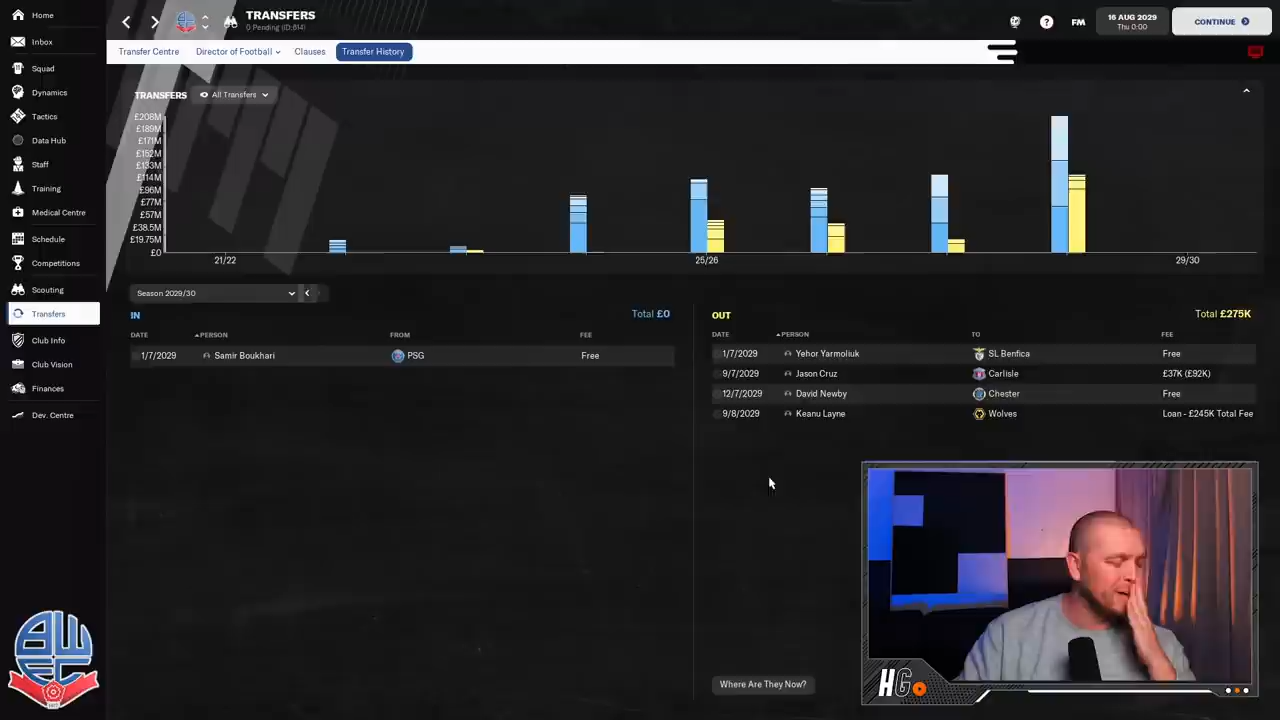 Home
Inbox
Squad
Dynamics
Tactics
Data Hub
Staff
Training
Medical Centre
Schedule
Competitions
Scouting
Transfers
Club Info
Club Vision
Finances
Dev. Centre
TRANSFERS
0 Pending (ID:614)
?
FM
16 AUG 2029
Thu 0:00
CONTINUE
Transfer Centre
Director of Football
Clauses
Transfer History
TRANSFERS
All Transfers
£208M
£189M
£171M
£152M
£133M
£114M
£96M
£77M
£57M
£38.5M
£19.75M
£0
21/22
25/26
29/30
Season 2029/30
IN
Total £0
DATE PERSON FROM FEE
1/7/2029 Samir Boukhari PSG Free
OUT
Total £275K
DATE PERSON TO FEE
1/7/2029 Yehor Yarmoliuk SL Benfica Free
9/7/2029 Jason Cruz Carlisle £37K (£92K)
12/7/2029 David Newby Chester Free
9/8/2029 Keanu Layne Wolves Loan - £245K Total Fee
Where Are They Now?
HG